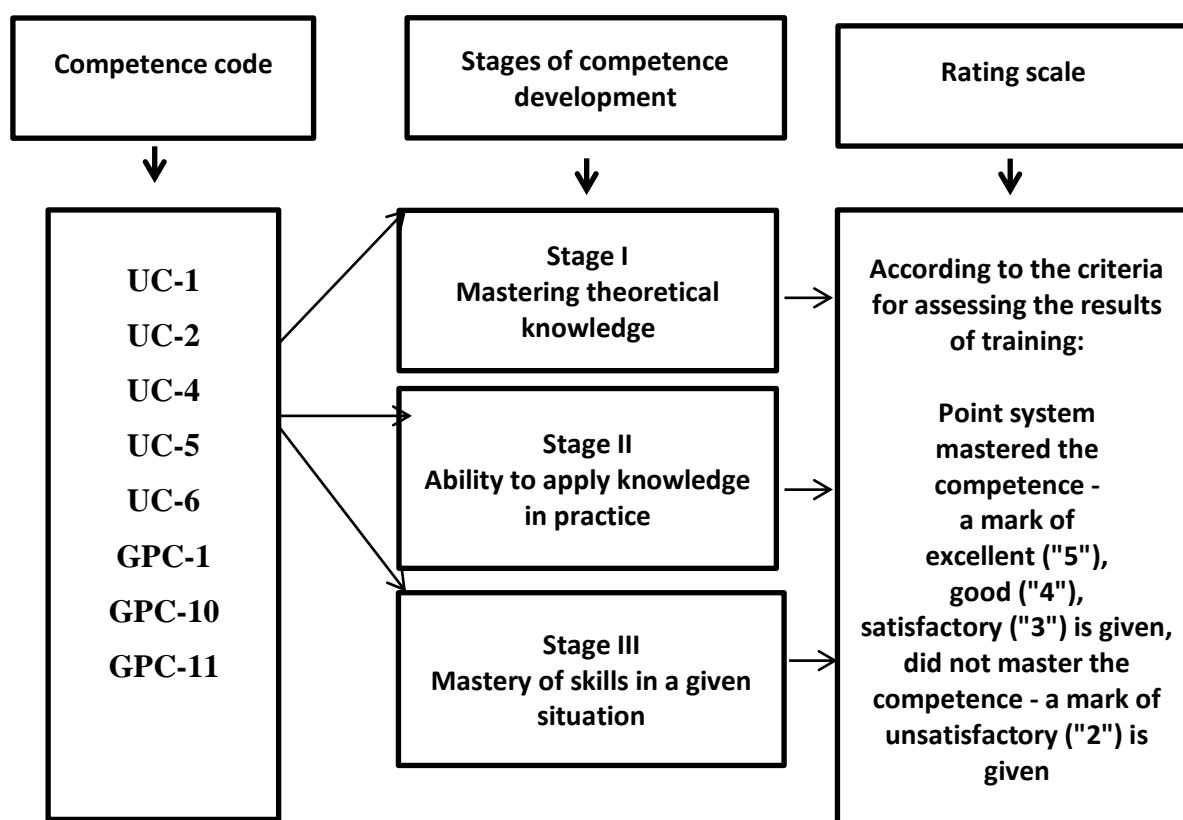 Competence code
Stages of competence
development
Rating scale
UC-1
UC-2
UC-4
UC-5
UC-6
GPC-1
GPC-10
GPC-11
Stage I
Mastering theoretical
knowledge
Stage II
Ability to apply knowledge
in practice
Stage III
Mastery of skills in a given
situation
According to the criteria
for assessing the results
of training:
Point system
mastered the
competence -
a mark of
excellent ("5"),
good ("4"),
satisfactory ("3") is given,
did not master the
competence - a mark of
unsatisfactory ("2") is
given